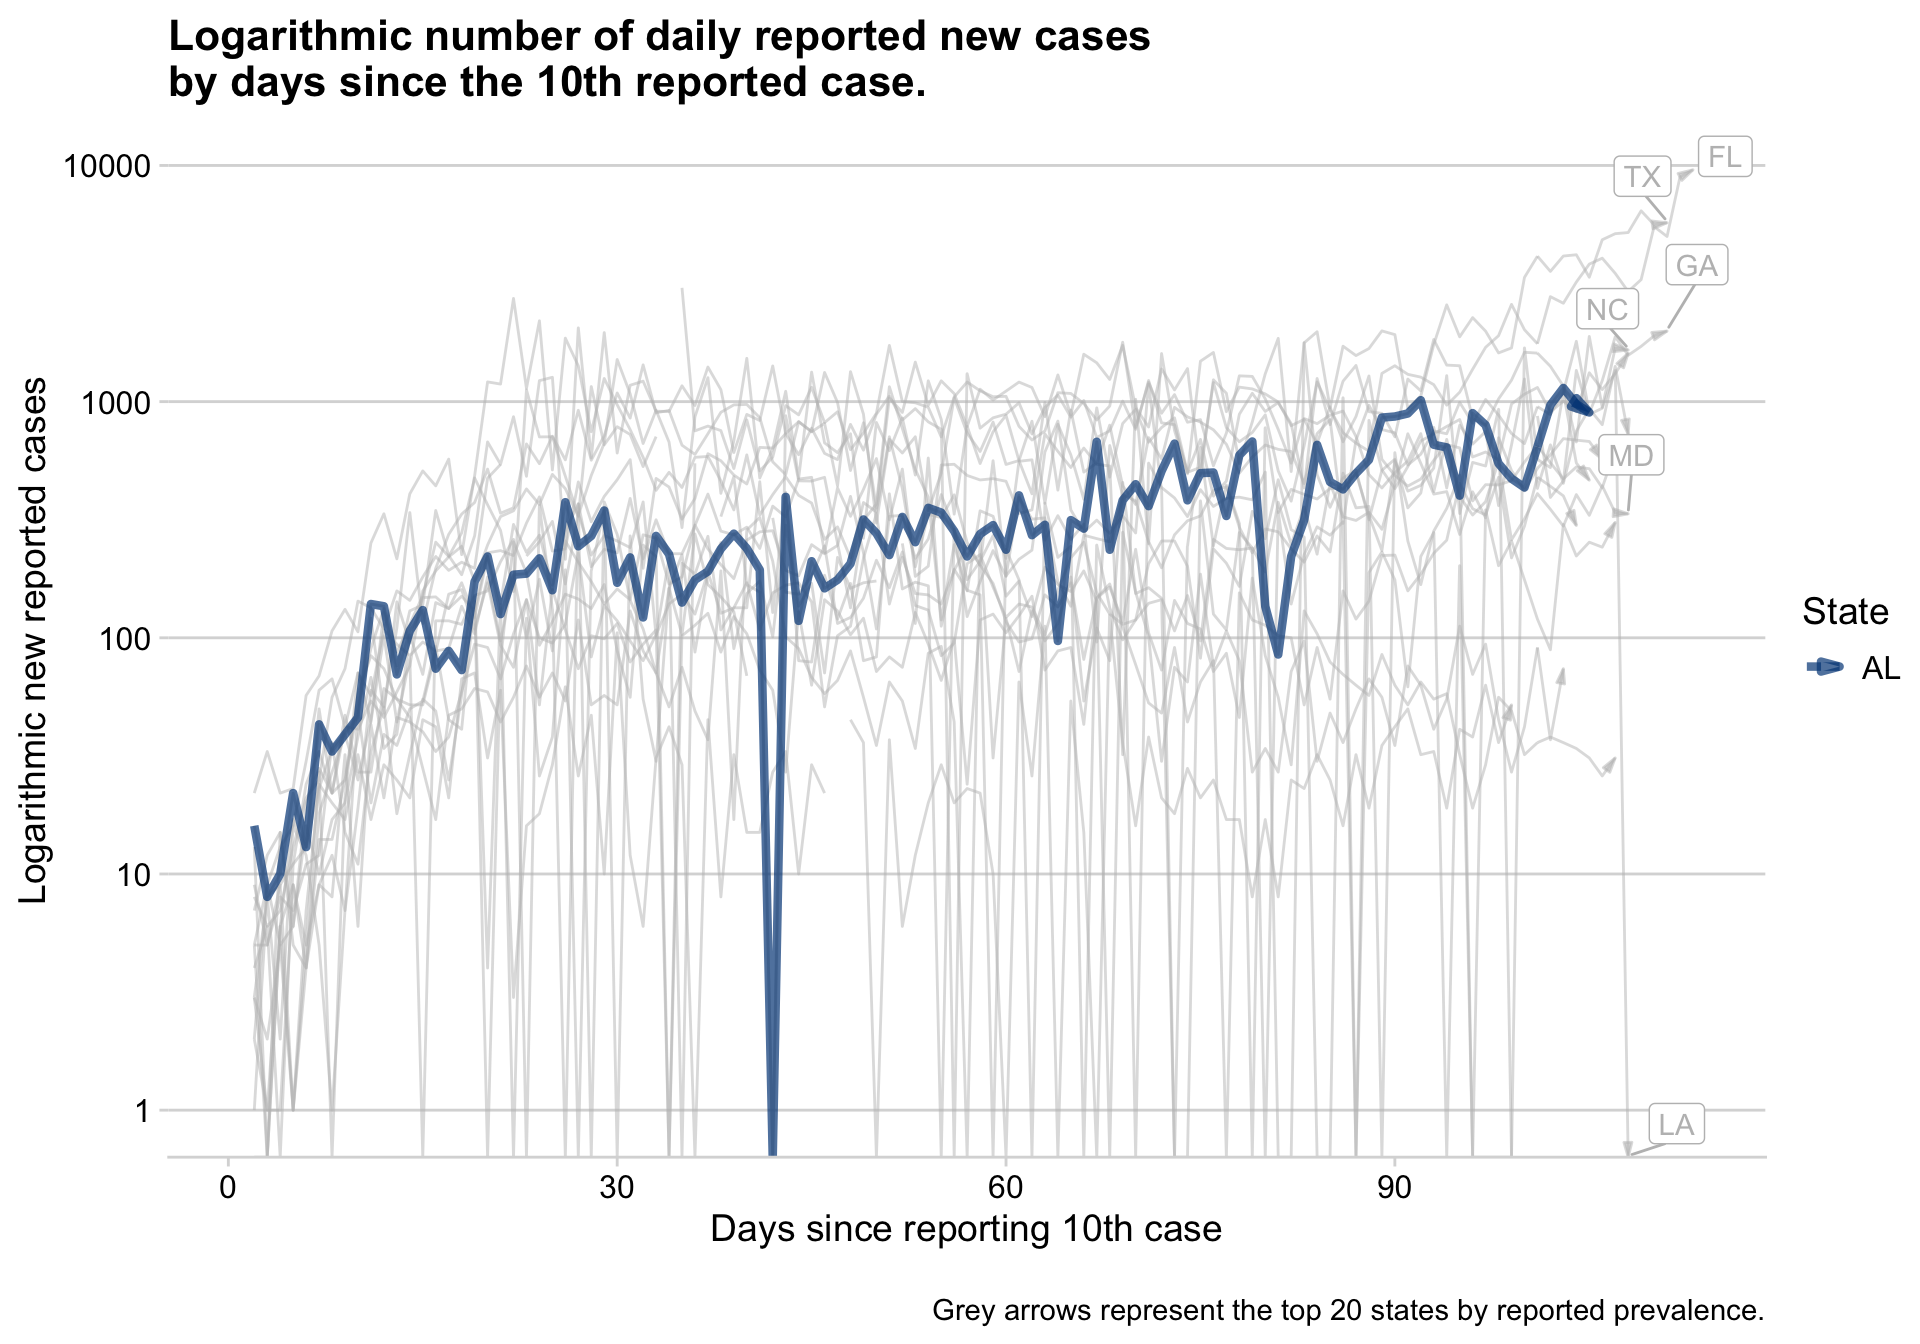 Logarithmic number of daily reported new cases
by days since the 10th reported case.
Logarithmic new reported cases
10000
1000
100
10
1
TX
FL
GA
NC
MD
LA
State
AL
0
30
60
90
Days since reporting 10th case
Grey arrows represent the top 20 states by reported prevalence.